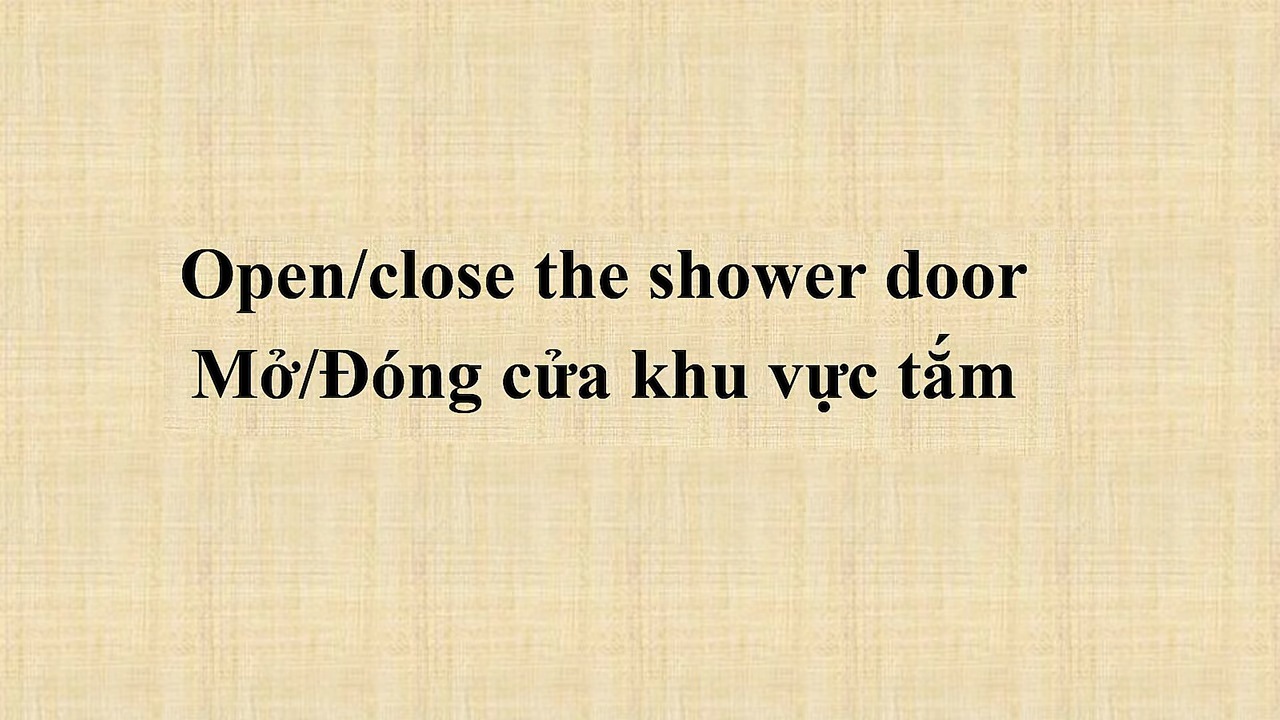 Open/close the shower door
Mở/Đóng cửa khu vực tắm